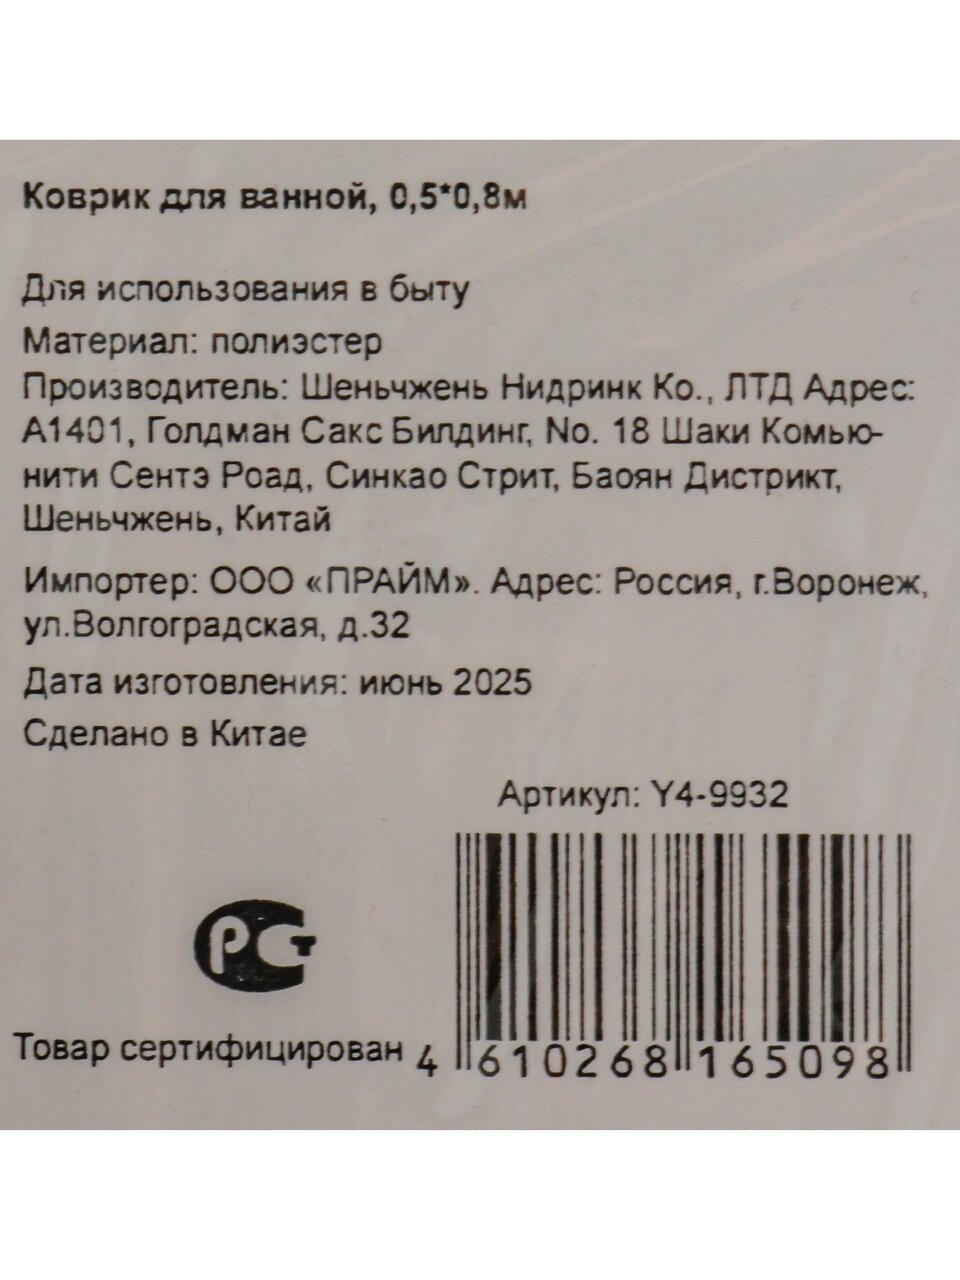 Коврик для ванной, 0,5*0,8м
Для использования в быту
Материал: полиэстер
Производитель: Шеньчжень Нидринк Ко., ЛТД Адрес:
А1401, Голдман Сакс Билдинг, No. 18 Шаки Комью-
нити Сентэ Роад, Синкао Стрит, Баоян Дистрикт,
Шеньчжень, Китай
Импортер: ООО «ПРАЙМ». Адрес: Россия, г.Воронеж,
ул.Волгоградская, д.32
Дата изготовления: июнь 2025
Сделано в Китае
Артикул: Y4-9932
РСТ
Товар сертифицирован
4 610268 165098